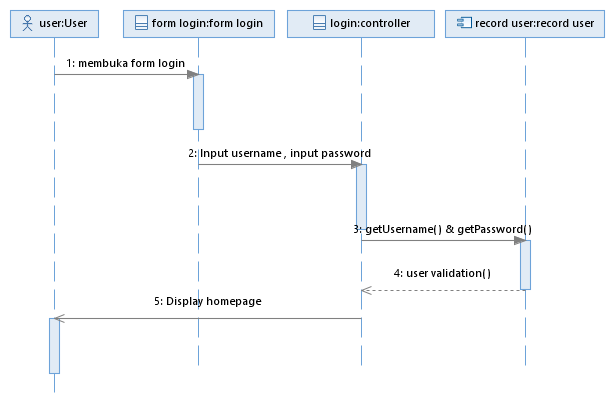 user:User
form login:form login
login:controller
record user:record user
1: membuka form login
2: Input username , input password
3: getUsername() & getPassword()
4: user validation()
5: Display homepage